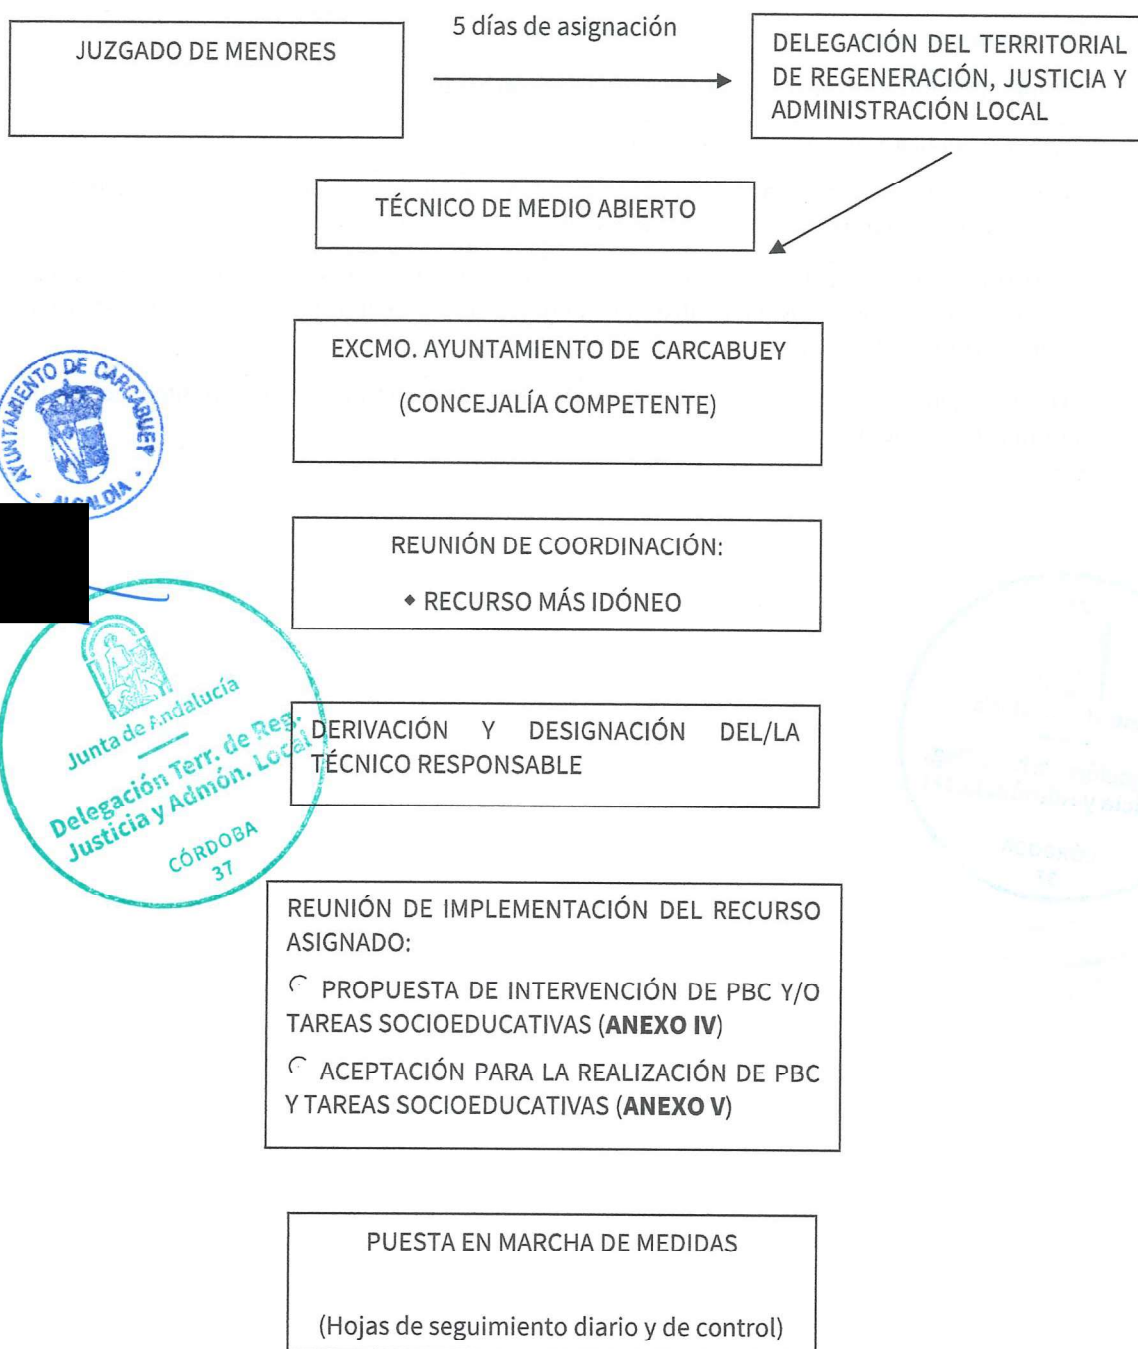 JUZGADO DE MENORES
5 días de asignación
DELEGACIÓN DEL TERRITORIAL
DE REGENERACIÓN, JUSTICIA Y
ADMINISTRACIÓN LOCAL
TÉCNICO DE MEDIO ABIERTO
EXCMO. AYUNTAMIENTO DE CARCABUEY
(CONCEJALÍA COMPETENTE)
AYUNTAMIENTO DE CARCABUEY
ALCALDÍA
REUNIÓN DE COORDINACIÓN:
◆ RECURSO MÁS IDÓNEO
Junta de Andalucía
Delegación Terr. de Reg.
Justicia y Admón. Local
CÓRDOBA
37
DERIVACIÓN Y DESIGNACIÓN DEL/LA
TÉCNICO RESPONSABLE
REUNIÓN DE IMPLEMENTACIÓN DEL RECURSO
ASIGNADO:
PROPUESTA DE INTERVENCIÓN DE PBC Y/O
TAREAS SOCIOEDUCATIVAS (ANEXO IV)
ACEPTACIÓN PARA LA REALIZACIÓN DE PBC
Y TAREAS SOCIOEDUCATIVAS (ANEXO V)
PUESTA EN MARCHA DE MEDIDAS
(Hojas de seguimiento diario y de control)